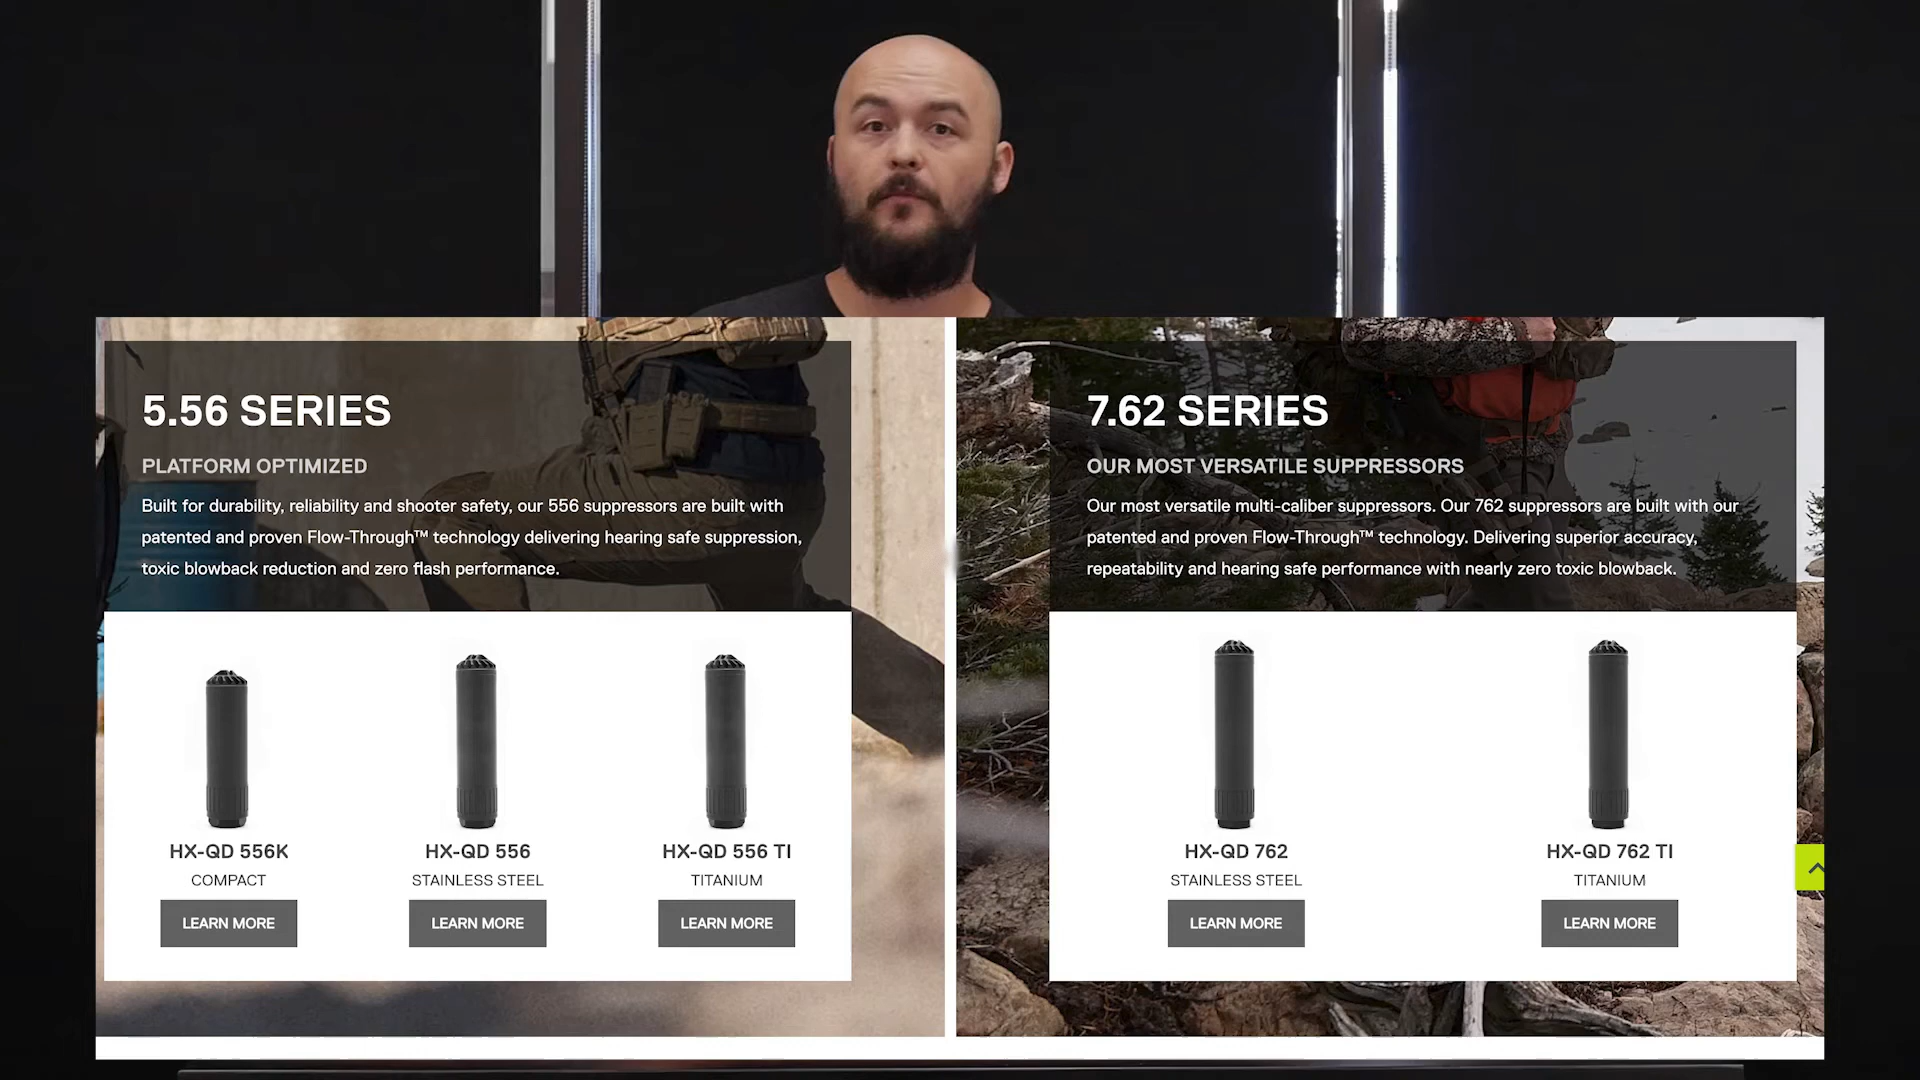 5.56 SERIES
PLATFORM OPTIMIZED
Built for durability, reliability and shooter safety, our 556 suppressors are built with
patented and proven Flow-Through™ technology delivering hearing safe suppression,
toxic blowback reduction and zero flash performance.
HX-QD 556K
COMPACT
LEARN MORE
HX-QD 556
STAINLESS STEEL
LEARN MORE
HX-QD 556 TI
TITANIUM
LEARN MORE
7.62 SERIES
OUR MOST VERSATILE SUPPRESSORS
Our most versatile multi-caliber suppressors. Our 762 suppressors are built with our
patented and proven Flow-Through™ technology. Delivering superior accuracy,
repeatability and hearing safe performance with nearly zero toxic blowback.
HX-QD 762
STAINLESS STEEL
LEARN MORE
HX-QD 762 TI
TITANIUM
LEARN MORE